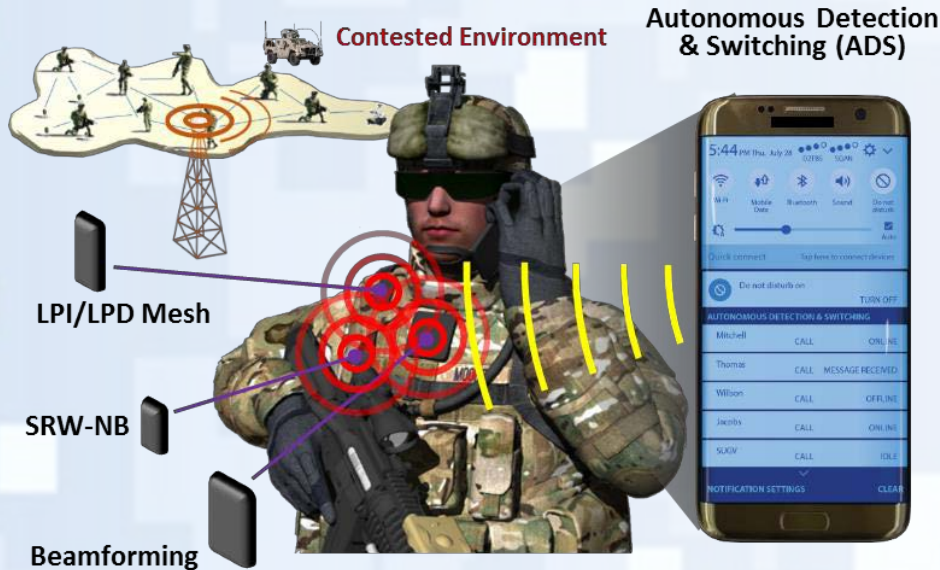 Contested Environment
Autonomous Detection
& Switching (ADS)
LPI/LPD Mesh
SRW-NB
Beamforming
5:44 PM Thu, July 28
Wi-Fi
Mobile Data
Bluetooth
Sound
Do not disturb
Auto
Quick connect
Tap here to connect devices
Do not disturb on
TURN OFF
AUTONOMOUS DETECTION & SWITCHING
Mitchell CALL ONLINE
Thomas CALL MESSAGE RECEIVED
CALL OFFLINE
Jacobs CALL ONLINE
SUGV CALL IDLE
NOTIFICATION SETTINGS CLEAR